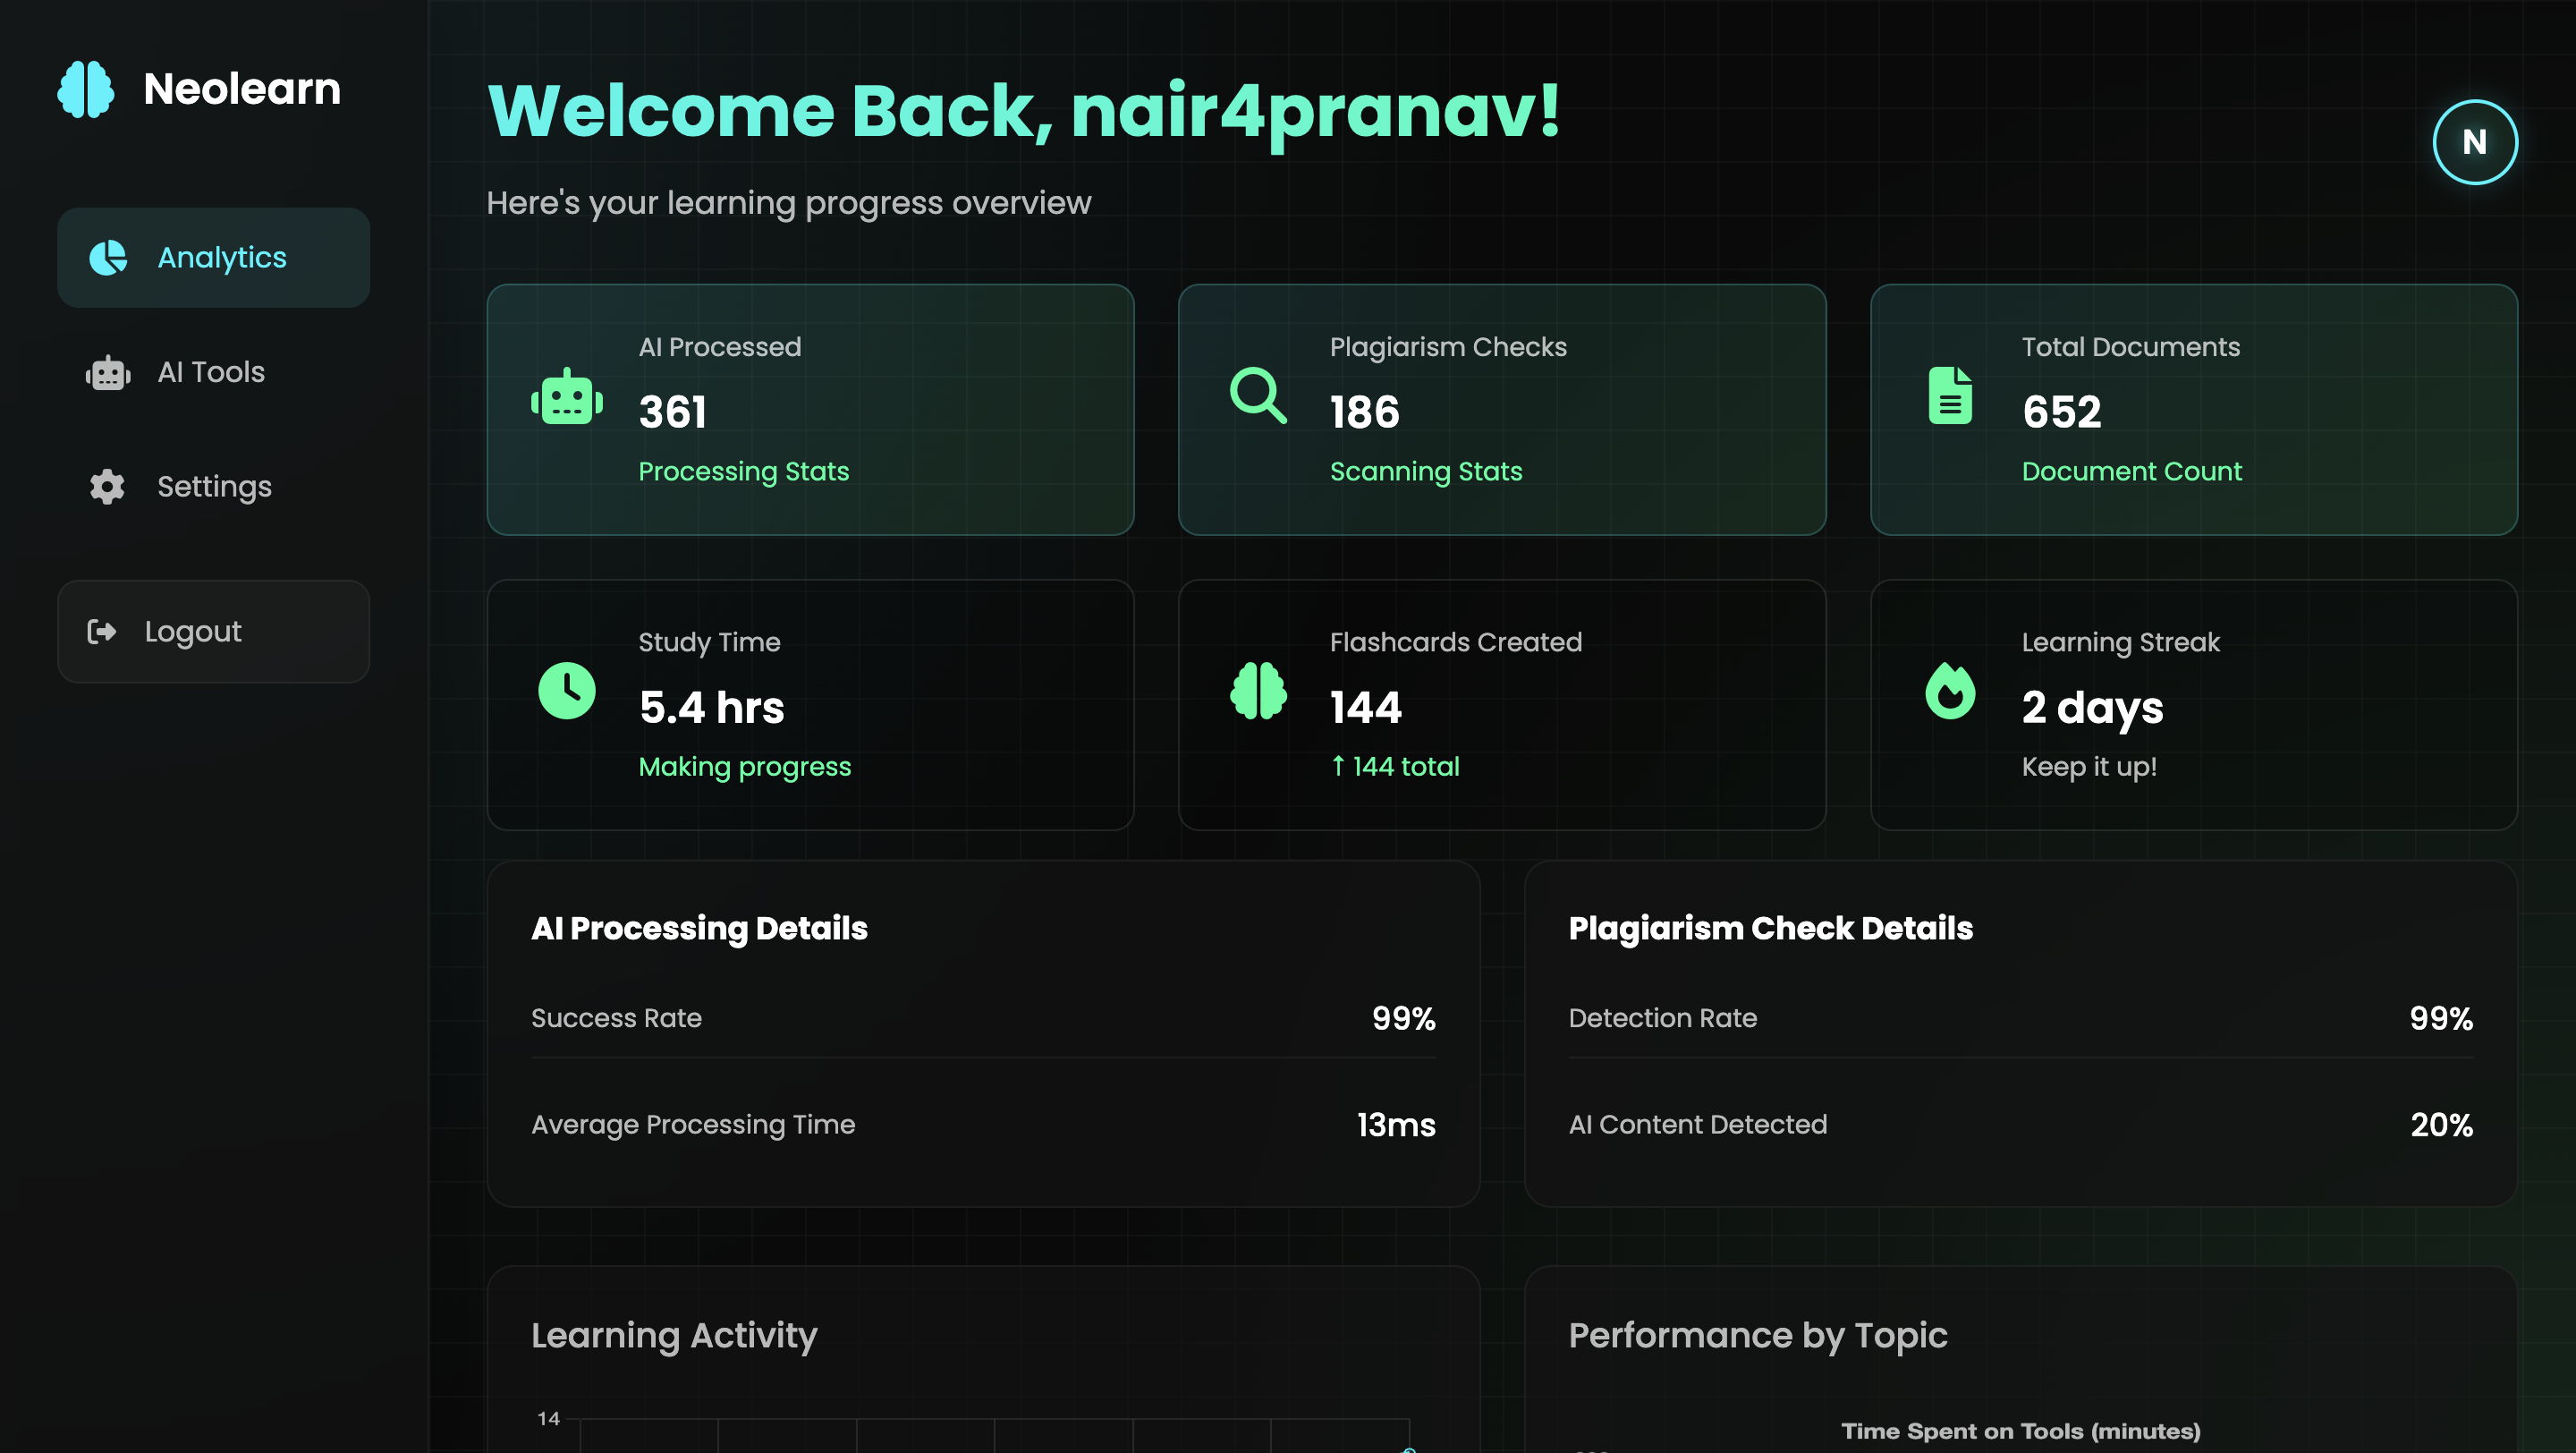 Neolearn
Analytics
AI Tools
Settings
Logout
Welcome Back, nair4pranav!
Here's your learning progress overview
N
AI Processed
361
Processing Stats
Plagiarism Checks
186
Scanning Stats
Total Documents
652
Document Count
Study Time
5.4 hrs
Making progress
Flashcards Created
144
↑ 144 total
Learning Streak
2 days
Keep it up!
AI Processing Details
Success Rate
99%
Average Processing Time
13ms
Plagiarism Check Details
Detection Rate
99%
AI Content Detected
20%
Learning Activity
14
Performance by Topic
Time Spent on Tools (minutes)